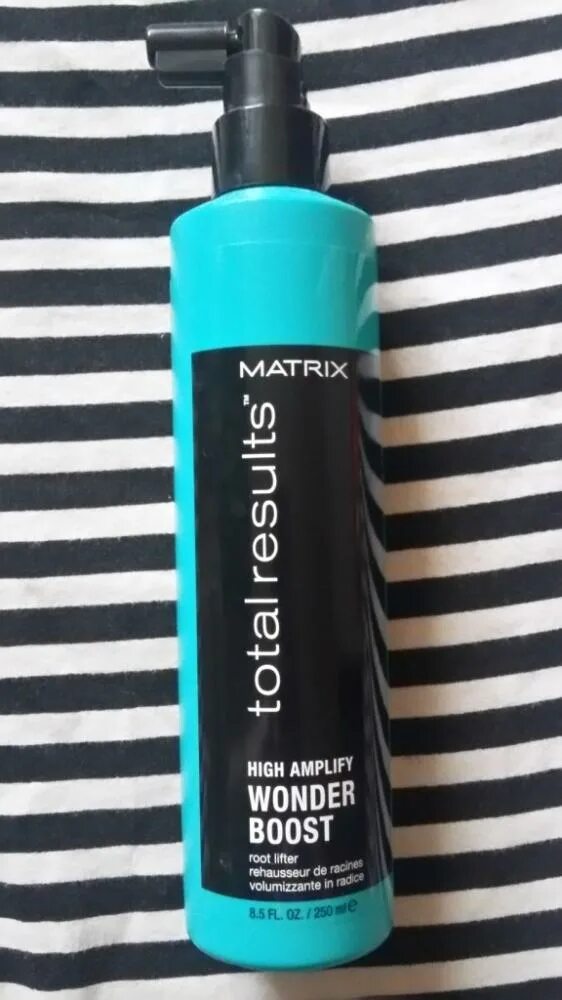 MATRIX
total results™
HIGH AMPLIFY
WONDER
BOOST
root lifter
rehausseur de racines
volumizzante in radice
8.5 FL. OZ. / 250 ml e